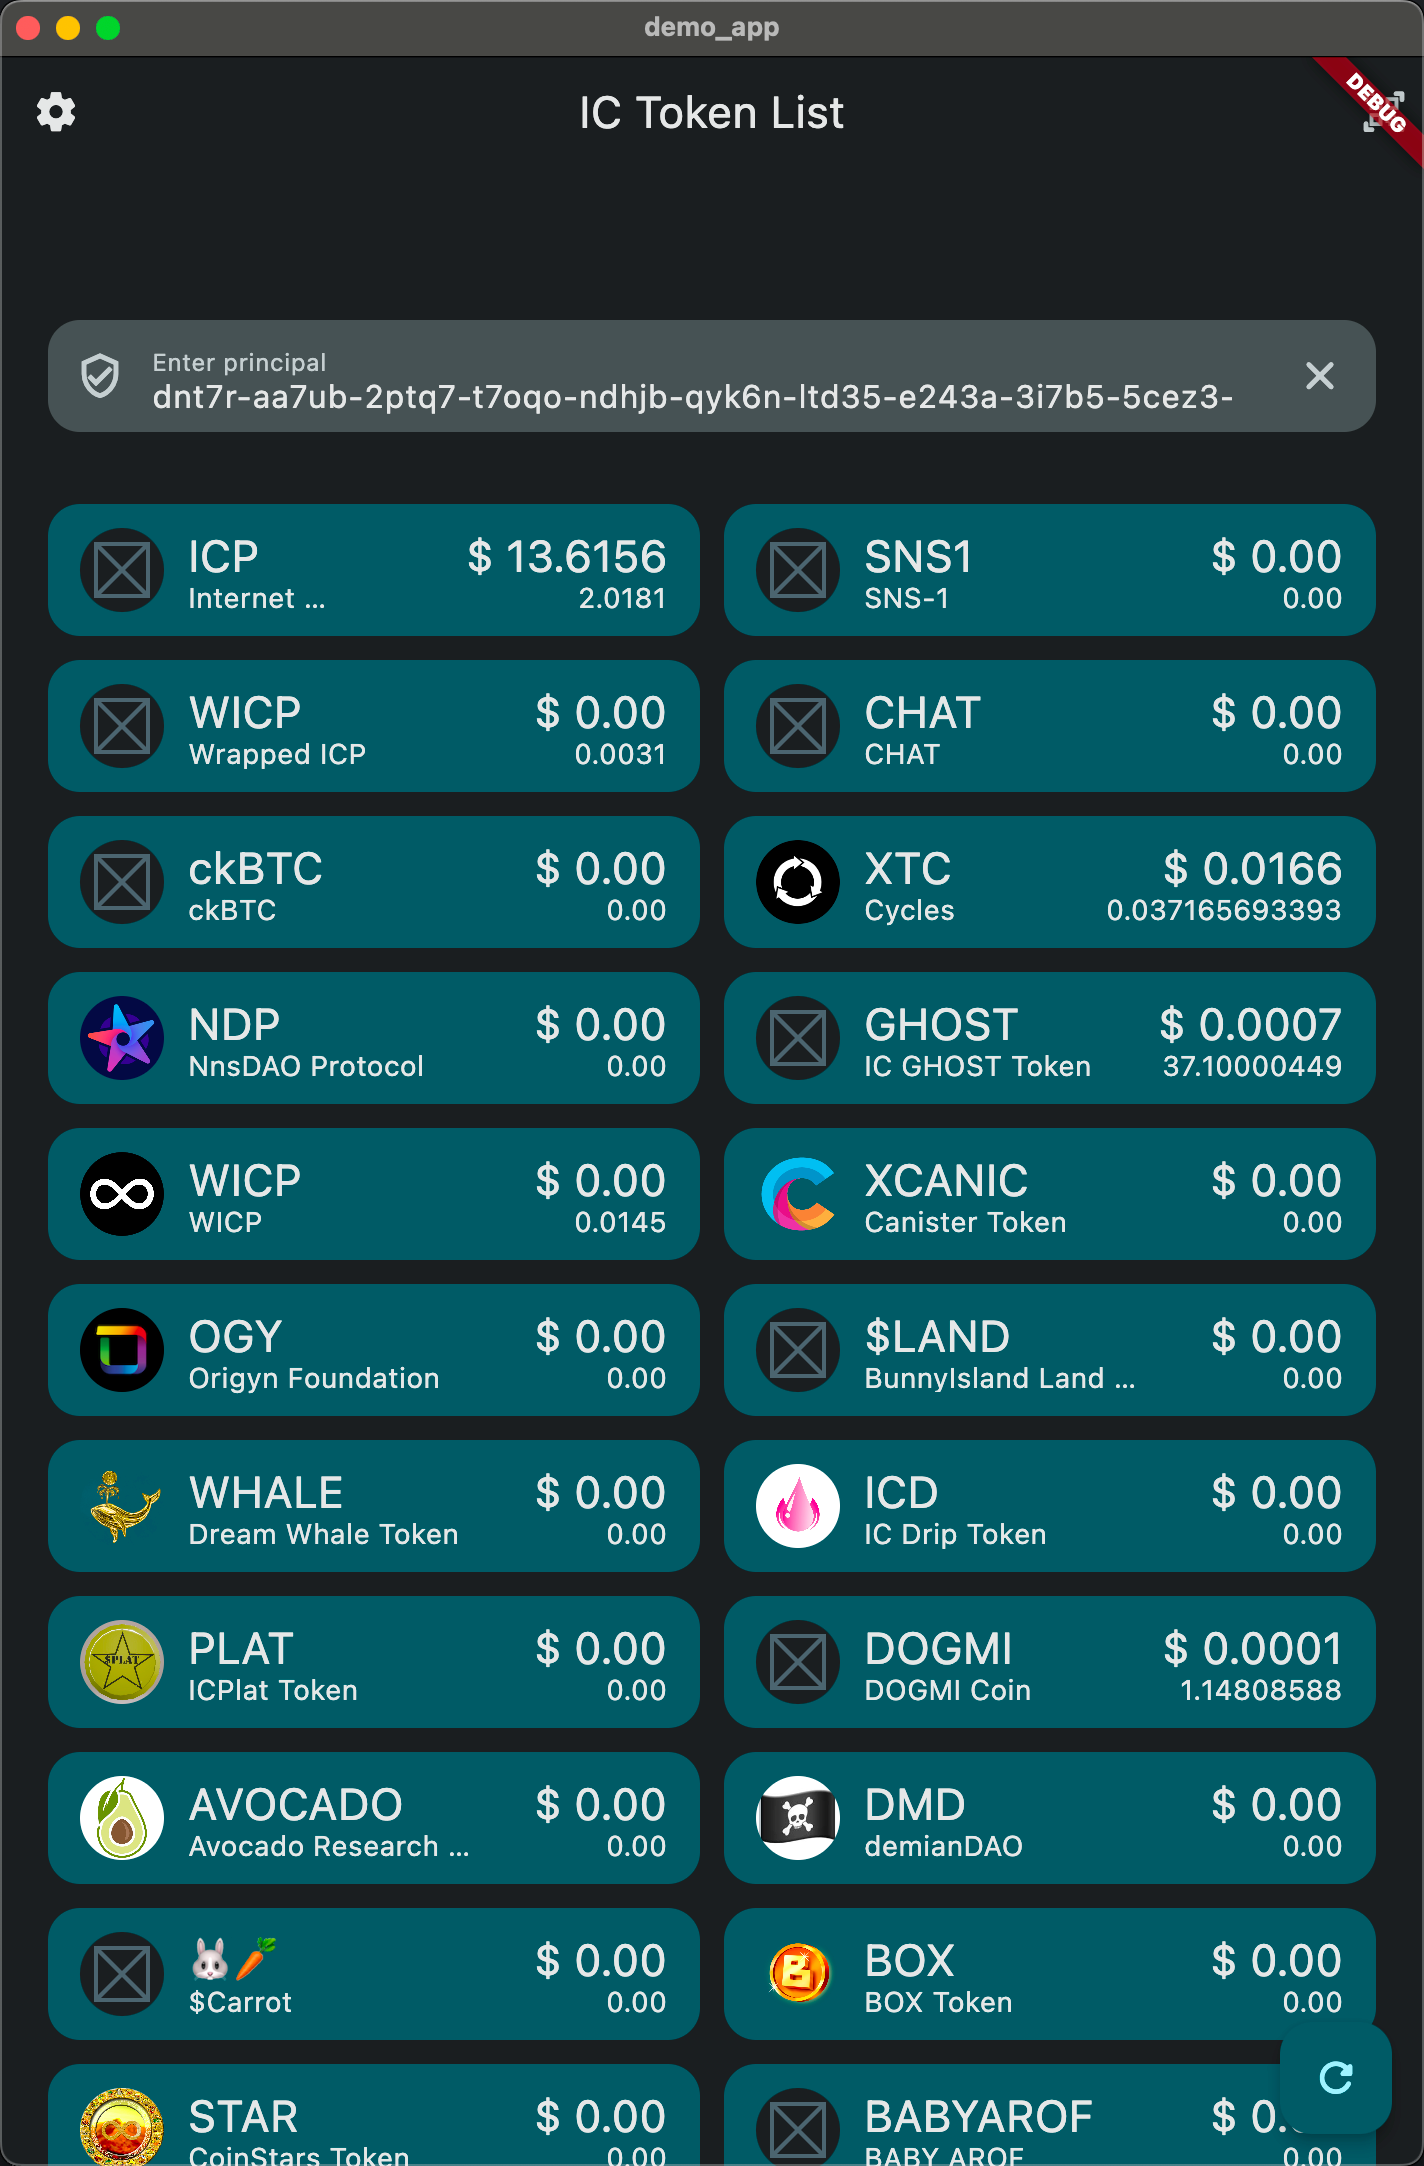 demo_app
IC Token List
DEBUG
Enter principal
dnt7r-aa7ub-2ptq7-t7oqo-ndhjb-qyk6n-ltd35-e243a-3i7b5-5cez3-
ICP $ 13.6156
Internet ... 2.0181
SNS1 $ 0.00
SNS-1 0.00
WICP $ 0.00
Wrapped ICP 0.0031
CHAT $ 0.00
CHAT 0.00
ckBTC $ 0.00
ckBTC 0.00
XTC $ 0.0166
Cycles 0.037165693393
NDP $ 0.00
NnsDAO Protocol 0.00
GHOST $ 0.0007
IC GHOST Token 37.10000449
WICP $ 0.00
WICP 0.0145
XCANIC $ 0.00
Canister Token 0.00
OGY $ 0.00
Origyn Foundation 0.00
$LAND $ 0.00
BunnyIsland Land ... 0.00
WHALE $ 0.00
Dream Whale Token 0.00
ICD $ 0.00
IC Drip Token 0.00
$PLAT
PLAT $ 0.00
ICPlat Token 0.00
DOGMI $ 0.0001
DOGMI Coin 1.14808588
AVOCADO $ 0.00
Avocado Research ... 0.00
DMD $ 0.00
demianDAO 0.00
🐰🥕 $ 0.00
$Carrot 0.00
B
BOX $ 0.00
BOX Token 0.00
STAR $ 0.00
CoinStars Token 0.00
BABYAROF $ 0.
BABY AROF 0.00